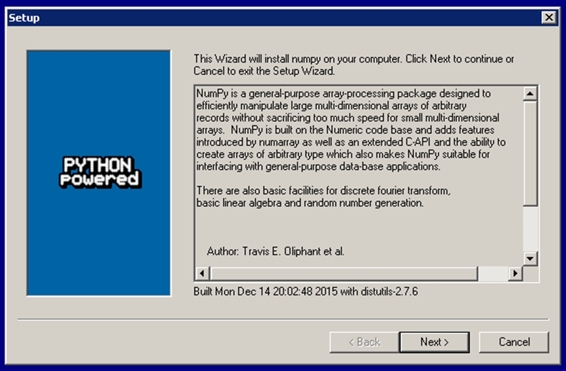 Setup
This Wizard will install numpy on your computer. Click Next to continue or
Cancel to exit the Setup Wizard.
NumPy is a general-purpose array-processing package designed to
efficiently manipulate large multi-dimensional arrays of arbitrary
records without sacrificing too much speed for small multi-dimensional
arrays.  NumPy is built on the Numeric code base and adds features
introduced by numarray as well as an extended C-API and the ability to
create arrays of arbitrary type which also makes NumPy suitable for
interfacing with general-purpose data-base applications.
There are also basic facilities for discrete fourier transform,
basic linear algebra and random number generation.
PYTHON
Powered
Author: Travis E. Oliphant et al.
Built Mon Dec 14 20:02:48 2015 with distutils-2.7.6
< Back
Next >
Cancel